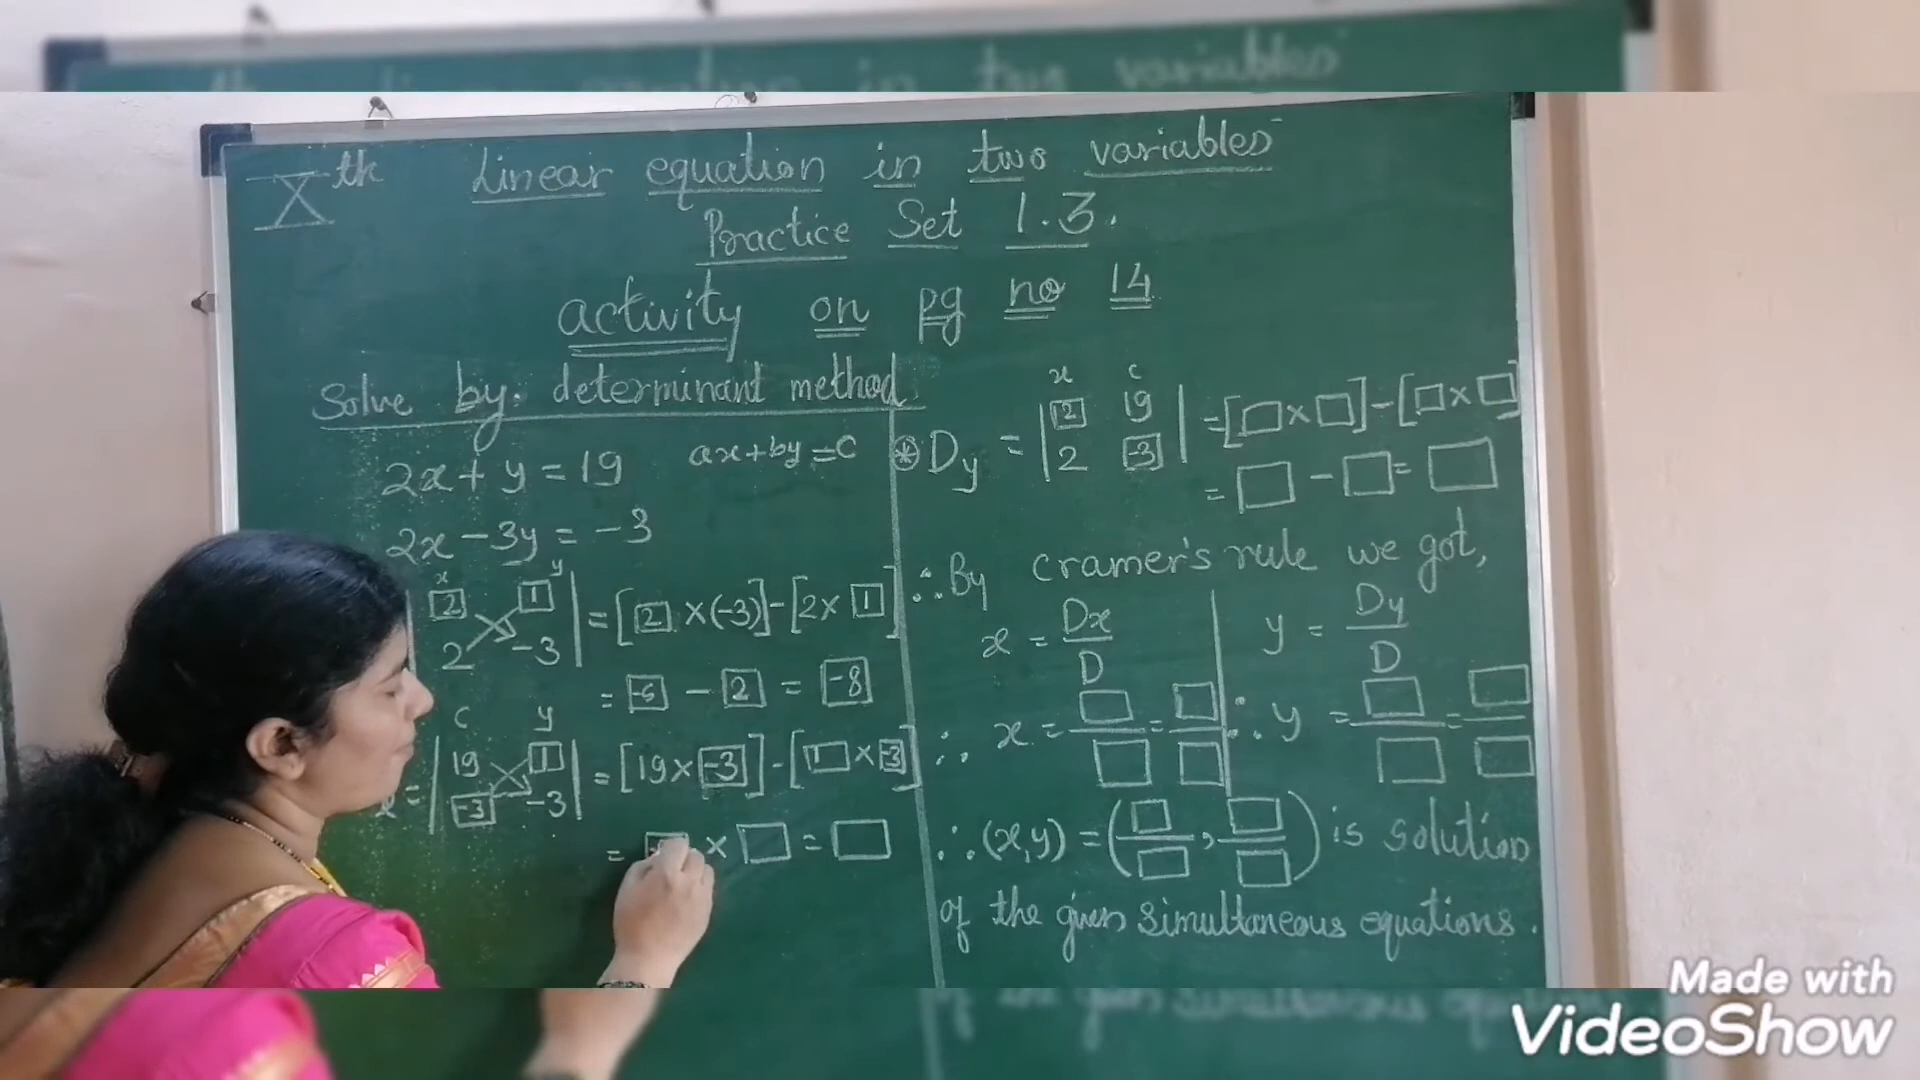 Xth Linear equation in two variables
Practice Set 1.3.
activity on pg no 14
Solve by. determinant method
2x + y = 19 ax+by=C
2x - 3y = -3
x y
|2 1|
|2 -3| = [2 ×(-3)]-[2× 1]
= -6 - 2 = -8
c y
= |19 1|
|-3 -3| = [19× -3]-[1 × -3]
= × □ = □
x c
Dy = |2 19|
|2 -3| =[□×□]-[□×□]
= □ - □ = □
∴ By cramer's rule we got,
x = Dx/D y = Dy/D
∴ x = □/□ = □/□ ∴ y = □/□ = □/□
∴ (x,y) = (□/□, □/□) is solution
of the given simultaneous equations.
Made with
VideoShow